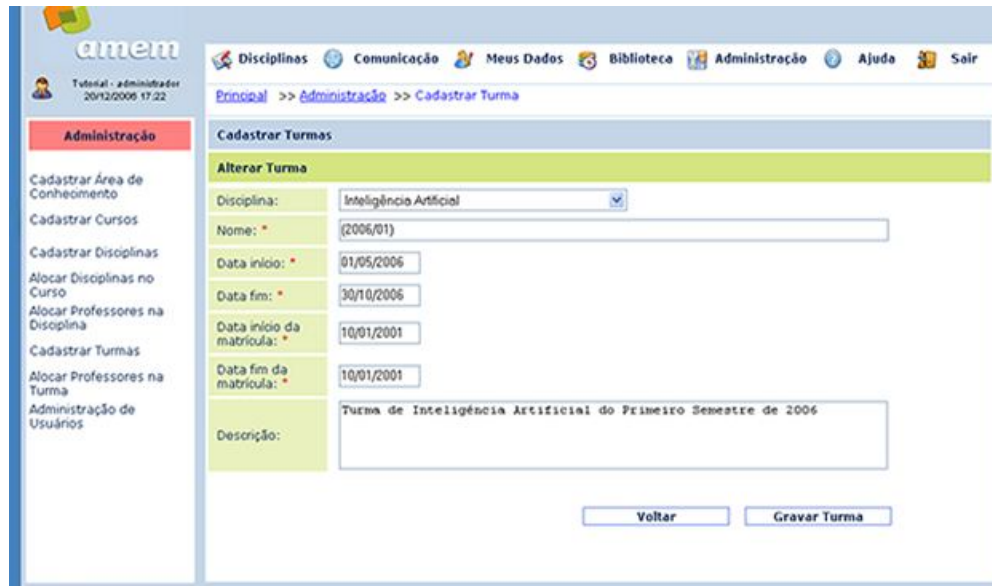 amem
Tutorial - administrador
20/12/2006 17:22
Disciplinas Comunicação Meus Dados Biblioteca Administração Ajuda Sair
Principal >> Administração >> Cadastrar Turma
Administração
Cadastrar Área de
Conhecimento
Cadastrar Cursos
Cadastrar Disciplinas
Alocar Disciplinas no
Curso
Alocar Professores na
Disciplina
Cadastrar Turmas
Alocar Professores na
Turma
Administração de
Usuários
Cadastrar Turmas
Alterar Turma
Disciplina: Inteligência Artificial
Nome: * (2006/01)
Data início: * 01/05/2006
Data fim: * 30/10/2006
Data início da
matrícula: * 10/01/2001
Data fim da
matrícula: * 10/01/2001
Descrição: Turma de Inteligência Artificial do Primeiro Semestre de 2006
Voltar Gravar Turma